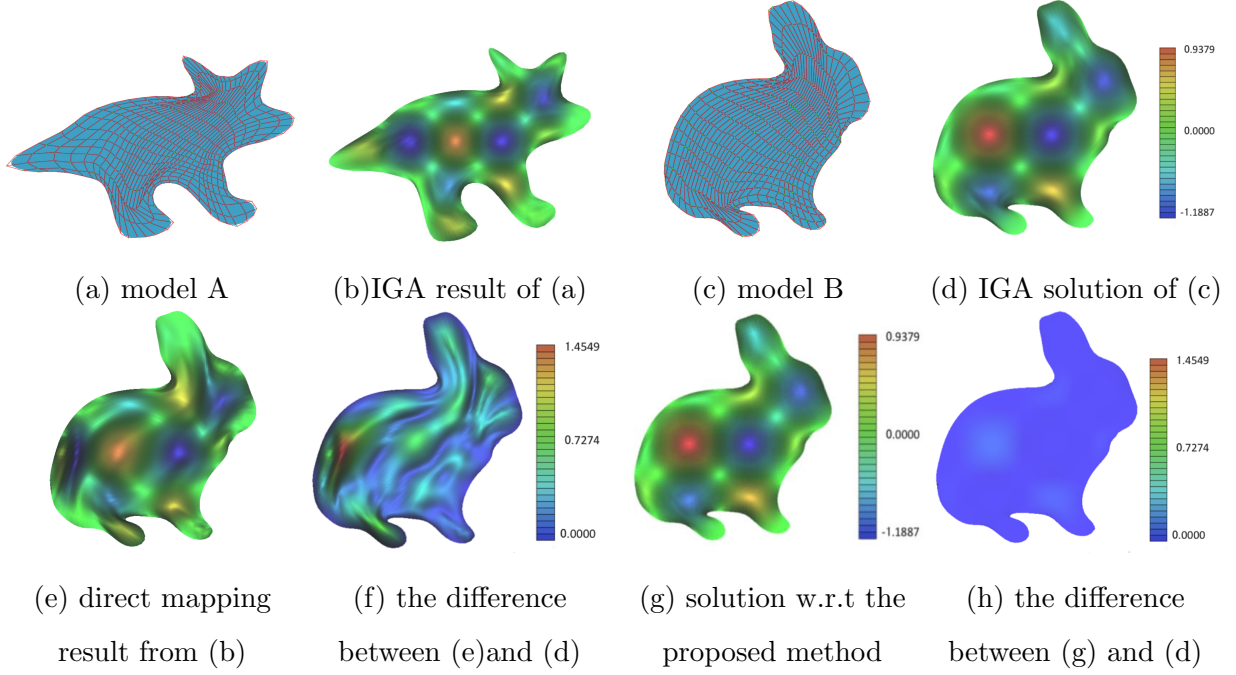 0.9379
0.0000
-1.1887
(a) model A
(b)IGA result of (a)
(c) model B
(d) IGA solution of (c)
1.4549
0.7274
0.0000
0.9379
0.0000
-1.1887
1.4549
0.7274
0.0000
(e) direct mapping
result from (b)
(f) the difference
between (e)and (d)
(g) solution w.r.t the
proposed method
(h) the difference
between (g) and (d)